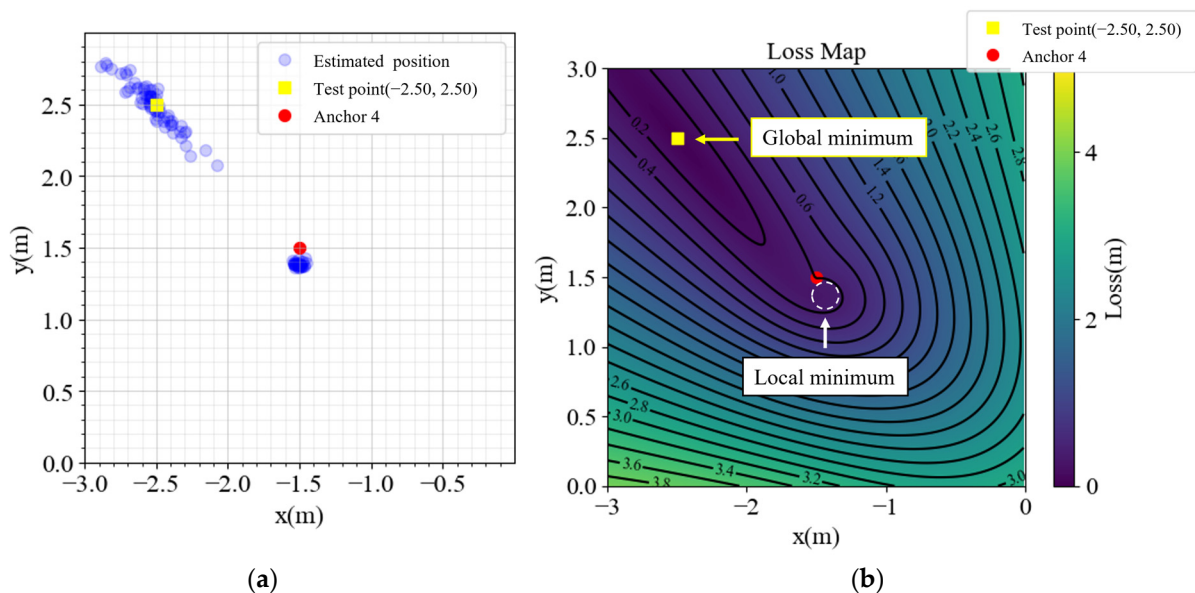 (a)
Estimated position
Test point(−2.50, 2.50)
Anchor 4
y(m)
2.5
2.0
1.5
1.0
0.5
0.0
−3.0 −2.5 −2.0 −1.5 −1.0 −0.5
x(m)
(b)
Test point(−2.50, 2.50)
Anchor 4
Loss Map
Global minimum
Local minimum
y(m)
3.0
2.5
2.0
1.5
1.0
0.5
0.0
−3 −2 −1 0
x(m)
0.2
0.4
0.6
1.0
1.2
1.4
2.0
2.2
2.4
2.6
2.8
2.6
2.8
3.0
3.6
3.8
3.4
3.2
3.0
4
2
0
Loss(m)